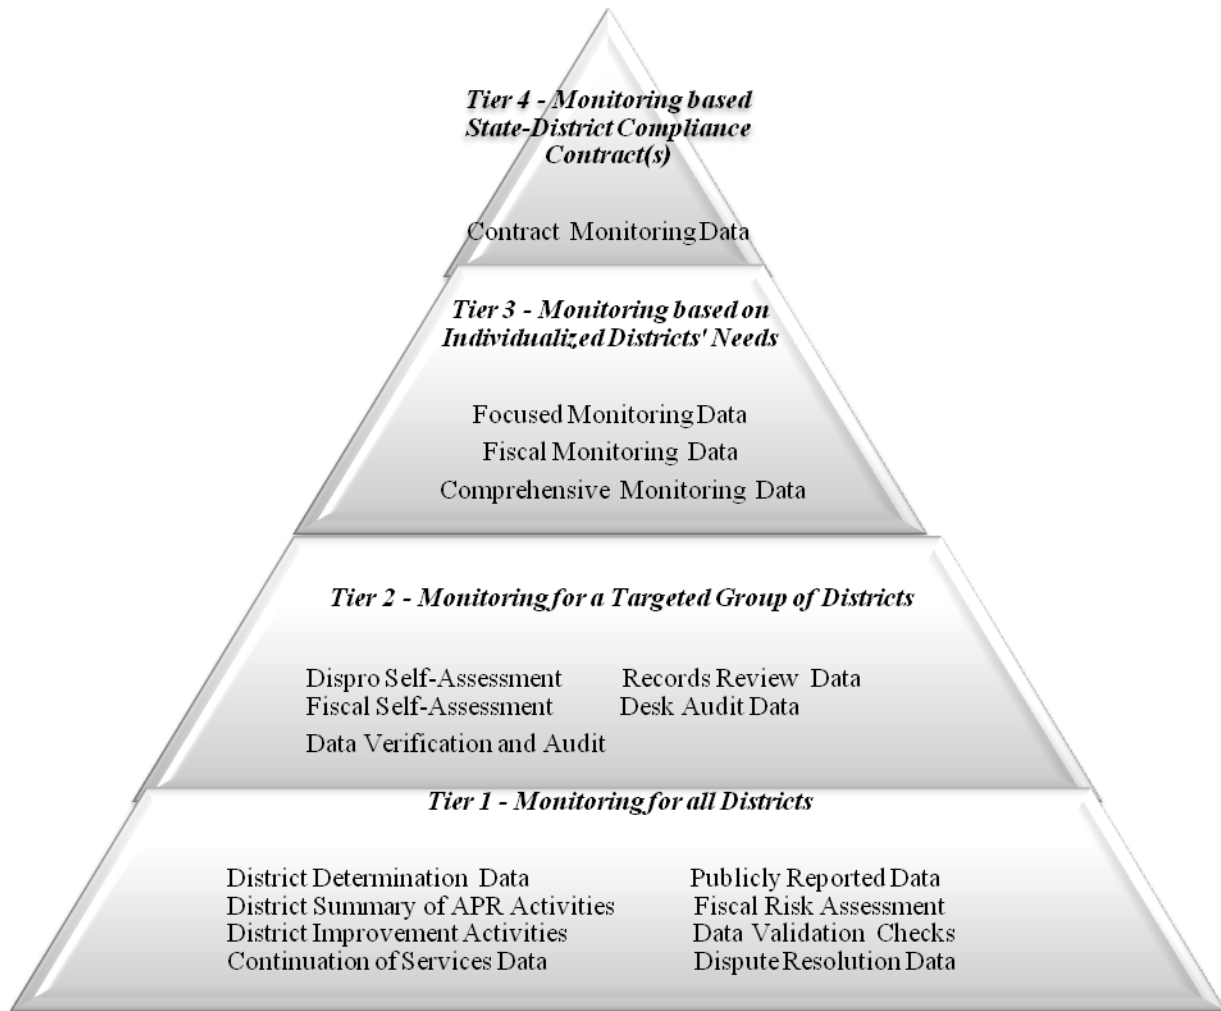 Tier 4 - Monitoring based
State-District Compliance
Contract(s)
Contract Monitoring Data
Tier 3 - Monitoring based on
Individualized Districts' Needs
Focused Monitoring Data
Fiscal Monitoring Data
Comprehensive Monitoring Data
Tier 2 - Monitoring for a Targeted Group of Districts
Dispro Self-Assessment Records Review Data
Fiscal Self-Assessment Desk Audit Data
Data Verification and Audit
Tier 1 - Monitoring for all Districts
District Determination Data Publicly Reported Data
District Summary of APR Activities Fiscal Risk Assessment
District Improvement Activities Data Validation Checks
Continuation of Services Data Dispute Resolution Data